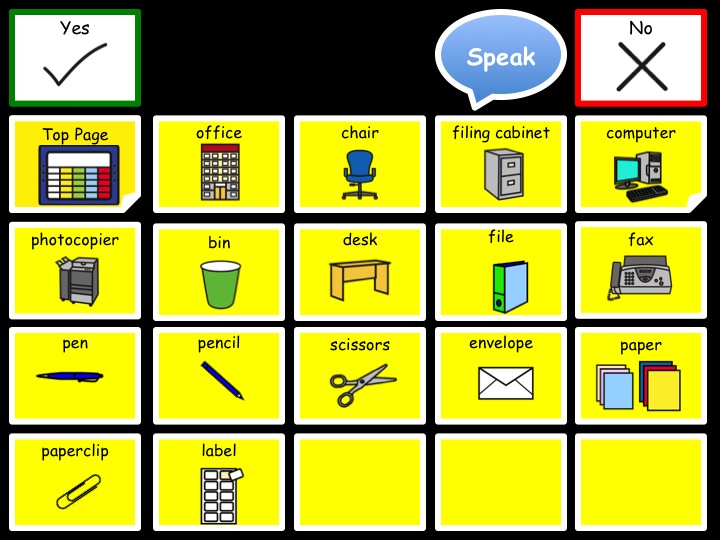 Yes
Speak
No
Top Page
office
chair
filing cabinet
computer
photocopier
bin
desk
file
fax
pen
pencil
scissors
envelope
paper
paperclip
label